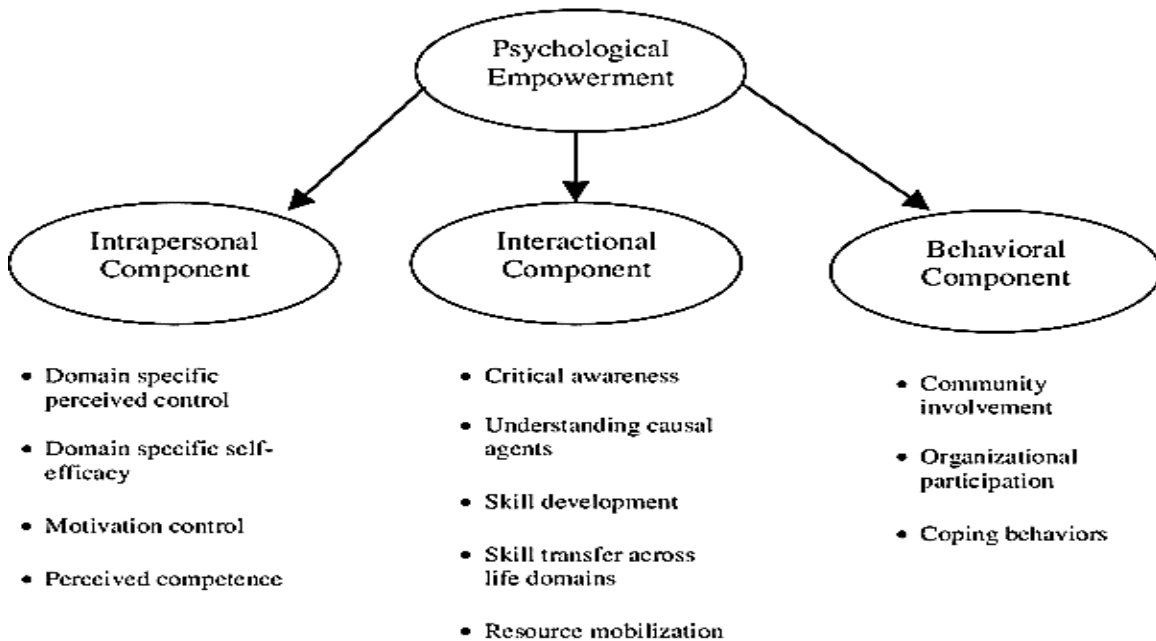 Psychological
Empowerment
Intrapersonal
Component
Interactional
Component
Behavioral
Component
• Domain specific
perceived control
• Domain specific self-
efficacy
• Motivation control
• Perceived competence
• Critical awareness
• Understanding causal
agents
• Skill development
• Skill transfer across
life domains
• Resource mobilization
• Community
involvement
• Organizational
participation
• Coping behaviors